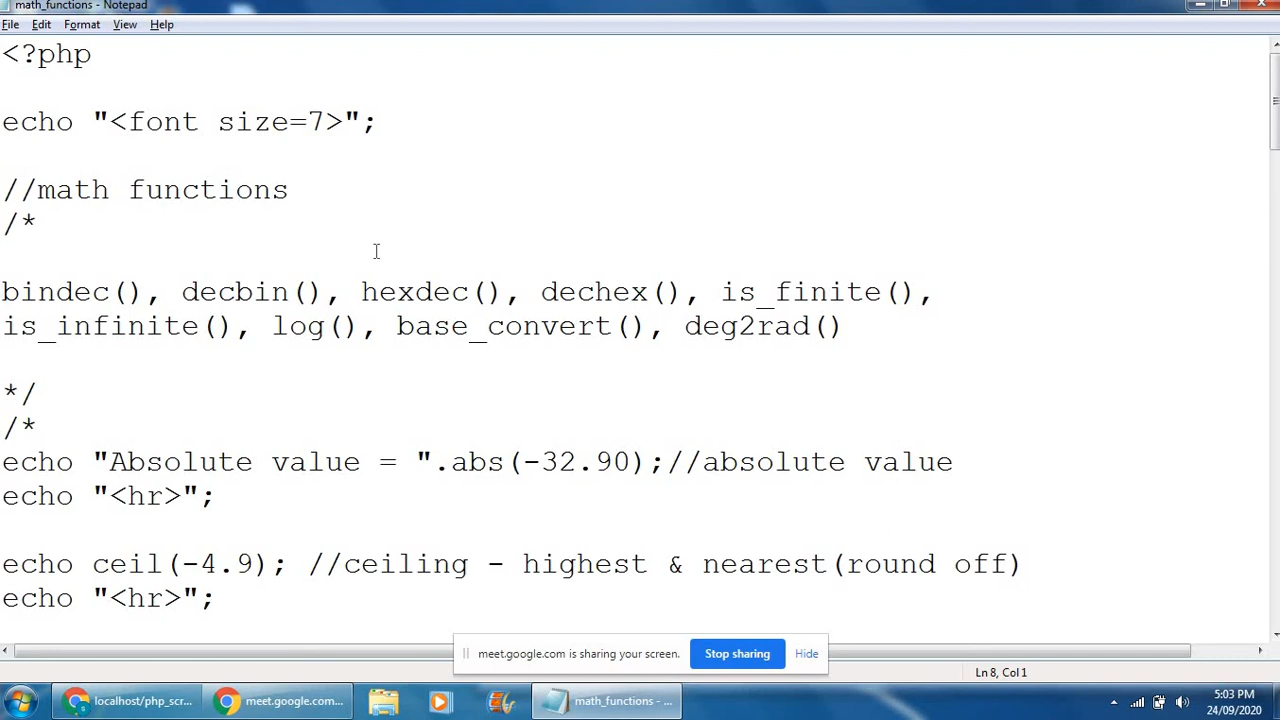 math_functions - Notepad
File Edit Format View Help
<?php
echo "<font size=7>";
//math functions
/*
bindec(), decbin(), hexdec(), dechex(), is_finite(),
is_infinite(), log(), base_convert(), deg2rad()
*/
/*
echo "Absolute value = ".abs(-32.90);//absolute value
echo "<hr>";
echo ceil(-4.9); //ceiling - highest & nearest(round off)
echo "<hr>";
meet.google.com is sharing your screen. Stop sharing Hide
Ln 8, Col 1
localhost/php_scr... meet.google.com... math_functions - ... 5:03 PM
24/09/2020